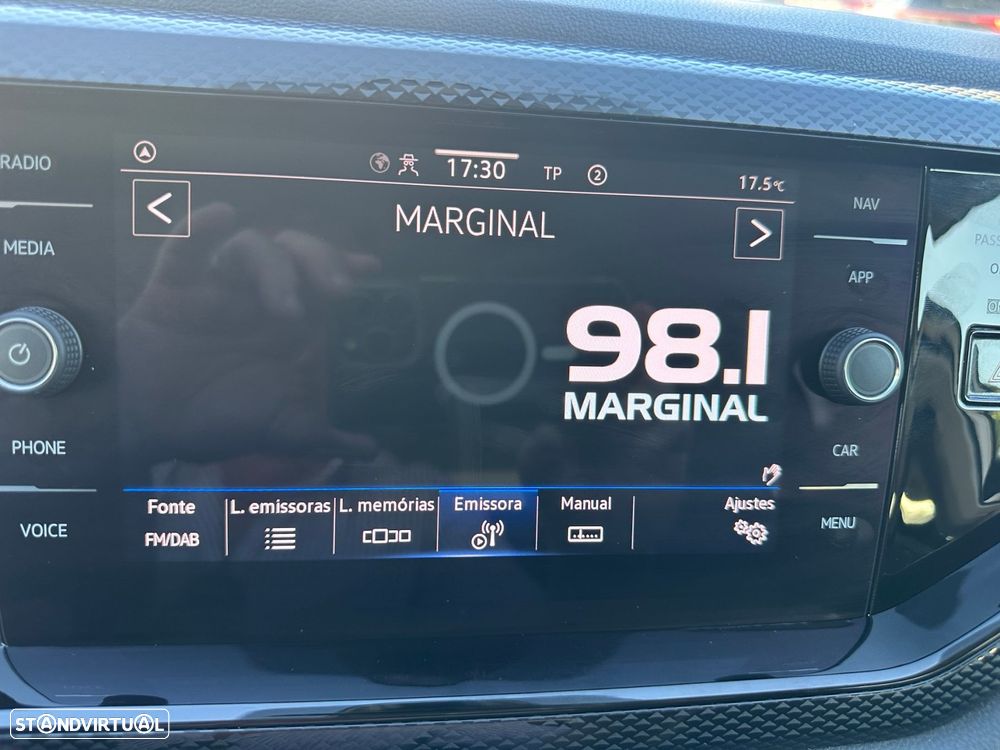 RADIO
MEDIA
PHONE
VOICE
17:30 TP 2 17.5°C
< MARGINAL >
98.1
MARGINAL
Fonte L. emissoras L. memórias Emissora Manual Ajustes
FM/DAB
NAV
APP
CAR
MENU
PASS
STANDVIRTUAL